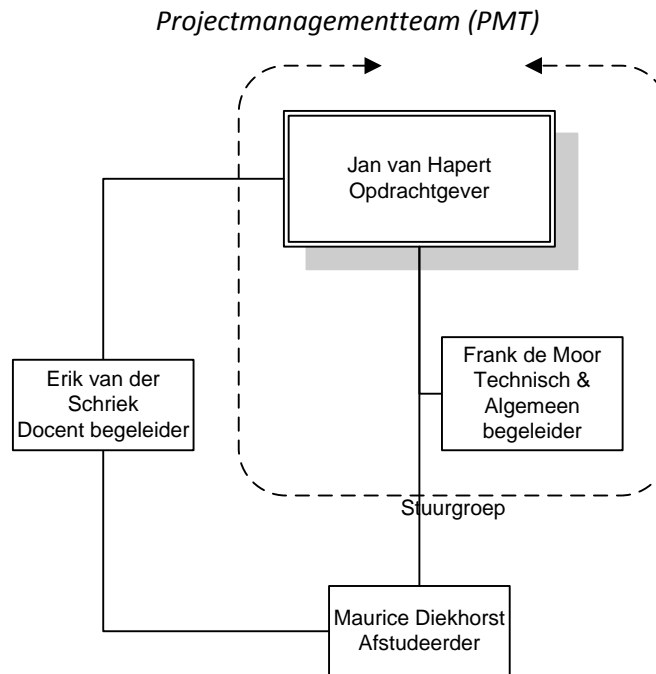 Projectmanagementteam (PMT)
Jan van Hapert
Opdrachtgever
Erik van der
Schriek
Docent begeleider
Frank de Moor
Technisch &
Algemeen
begeleider
Stuurgroep
Maurice Diekhorst
Afstudeerder